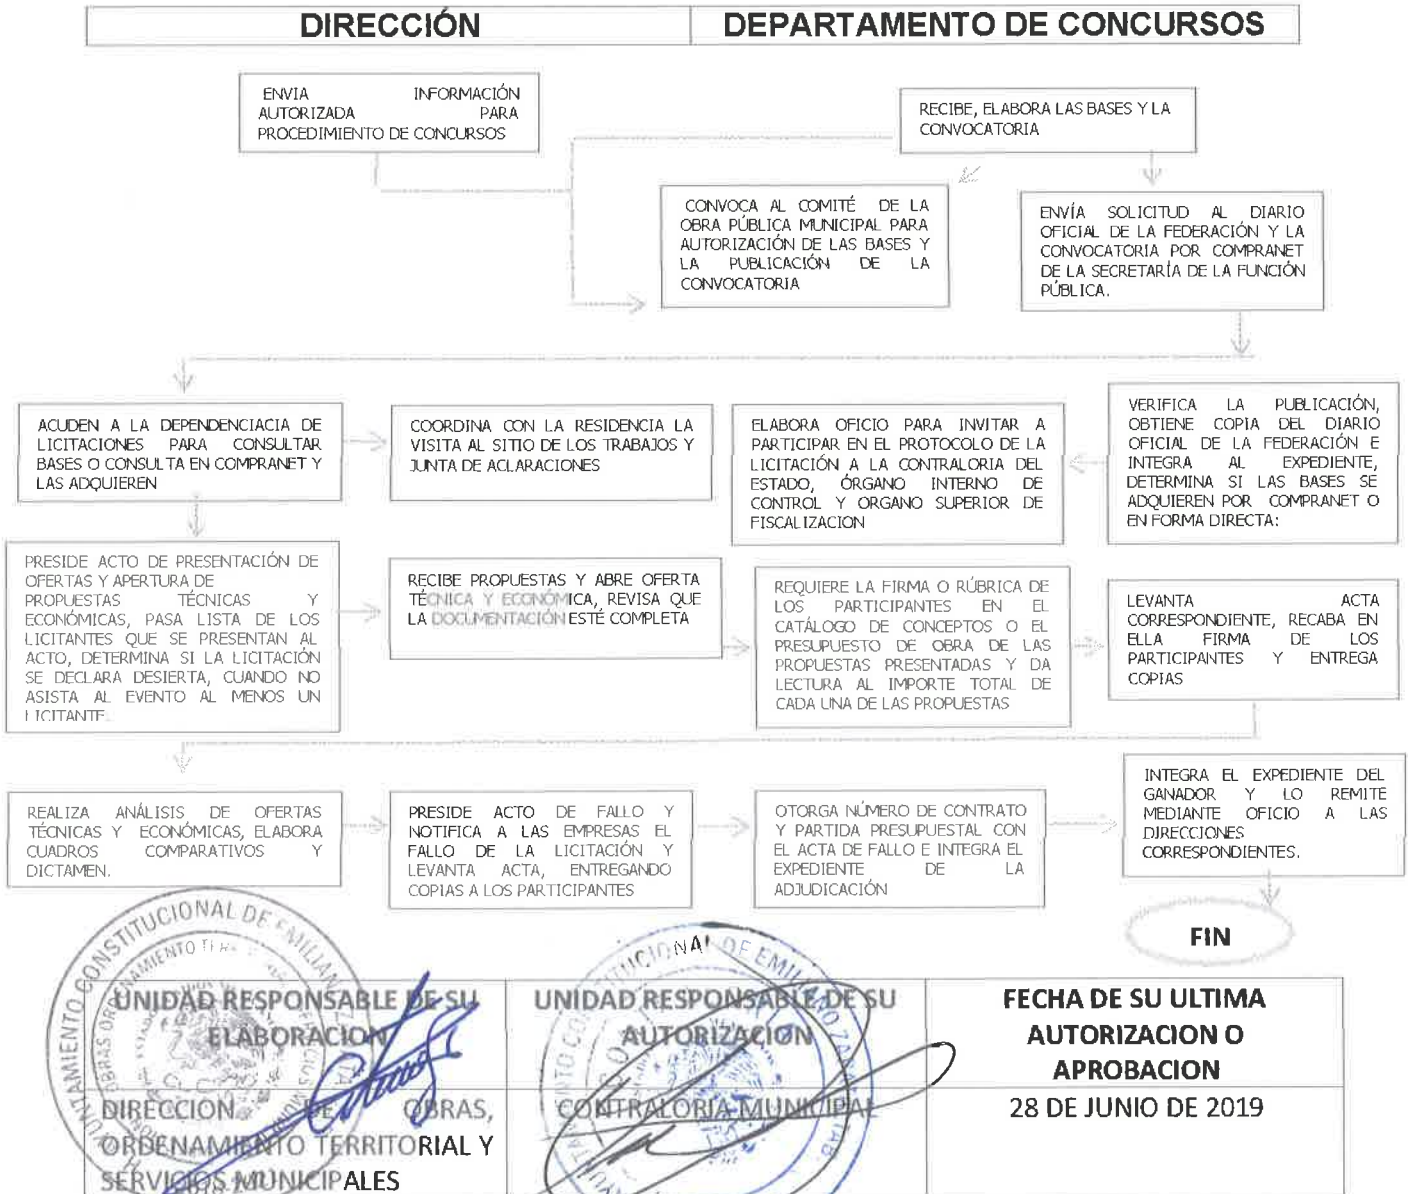 DIRECCIÓN
DEPARTAMENTO DE CONCURSOS
ENVIA INFORMACIÓN
AUTORIZADA PARA
PROCEDIMIENTO DE CONCURSOS
RECIBE, ELABORA LAS BASES Y LA
CONVOCATORIA
CONVOCA AL COMITÉ DE LA
OBRA PÚBLICA MUNICIPAL PARA
AUTORIZACIÓN DE LAS BASES Y
LA PUBLICACIÓN DE LA
CONVOCATORIA
ENVÍA SOLICITUD AL DIARIO
OFICIAL DE LA FEDERACIÓN Y LA
CONVOCATORIA POR COMPRANET
DE LA SECRETARÍA DE LA FUNCIÓN
PÚBLICA.
ACUDEN A LA DEPENDENCIACIA DE
LICITACIONES PARA CONSULTAR
BASES O CONSULTA EN COMPRANET Y
LAS ADQUIEREN
COORDINA CON LA RESIDENCIA LA
VISITA AL SITIO DE LOS TRABAJOS Y
JUNTA DE ACLARACIONES
ELABORA OFICIO PARA INVITAR A
PARTICIPAR EN EL PROTOCOLO DE LA
LICITACIÓN A LA CONTRALORIA DEL
ESTADO, ÓRGANO INTERNO DE
CONTROL Y ORGANO SUPERIOR DE
FISCALIZACION
VERIFICA LA PUBLICACIÓN,
OBTIENE COPIA DEL DIARIO
OFICIAL DE LA FEDERACIÓN E
INTEGRA AL EXPEDIENTE,
DETERMINA SI LAS BASES SE
ADQUIEREN POR COMPRANET O
EN FORMA DIRECTA:
PRESIDE ACTO DE PRESENTACIÓN DE
OFERTAS Y APERTURA DE
PROPUESTAS TÉCNICAS Y
ECONÓMICAS, PASA LISTA DE LOS
LICITANTES QUE SE PRESENTAN AL
ACTO, DETERMINA SI LA LICITACIÓN
SE DECLARA DESIERTA, CUANDO NO
ASISTA AL EVENTO AL MENOS UN
LICITANTE.
RECIBE PROPUESTAS Y ABRE OFERTA
TÉCNICA Y ECONÓMICA, REVISA QUE
LA DOCUMENTACIÓN ESTÉ COMPLETA
REQUIERE LA FIRMA O RÚBRICA DE
LOS PARTICIPANTES EN EL
CATÁLOGO DE CONCEPTOS O EL
PRESUPUESTO DE OBRA DE LAS
PROPUESTAS PRESENTADAS Y DA
LECTURA AL IMPORTE TOTAL DE
CADA UNA DE LAS PROPUESTAS
LEVANTA ACTA
CORRESPONDIENTE, RECABA EN
ELLA FIRMA DE LOS
PARTICIPANTES Y ENTREGA
COPIAS
REALIZA ANÁLISIS DE OFERTAS
TÉCNICAS Y ECONÓMICAS, ELABORA
CUADROS COMPARATIVOS Y
DICTAMEN.
PRESIDE ACTO DE FALLO Y
NOTIFICA A LAS EMPRESAS EL
FALLO DE LA LICITACIÓN Y
LEVANTA ACTA, ENTREGANDO
COPIAS A LOS PARTICIPANTES
OTORGA NÚMERO DE CONTRATO
Y PARTIDA PRESUPUESTAL CON
EL ACTA DE FALLO E INTEGRA EL
EXPEDIENTE DE LA
ADJUDICACIÓN
INTEGRA EL EXPEDIENTE DEL
GANADOR Y LO REMITE
MEDIANTE OFICIO A LAS
DIRECCIONES
CORRESPONDIENTES.
FIN
UNIDAD RESPONSABLE DE SU
ELABORACION
UNIDAD RESPONSABLE DE SU
AUTORIZACION
FECHA DE SU ULTIMA
AUTORIZACION O
APROBACION
DIRECCION DE OBRAS,
ORDENAMIENTO TERRITORIAL Y
SERVICIOS MUNICIPALES
CONTRALORIA MUNICIPAL
28 DE JUNIO DE 2019